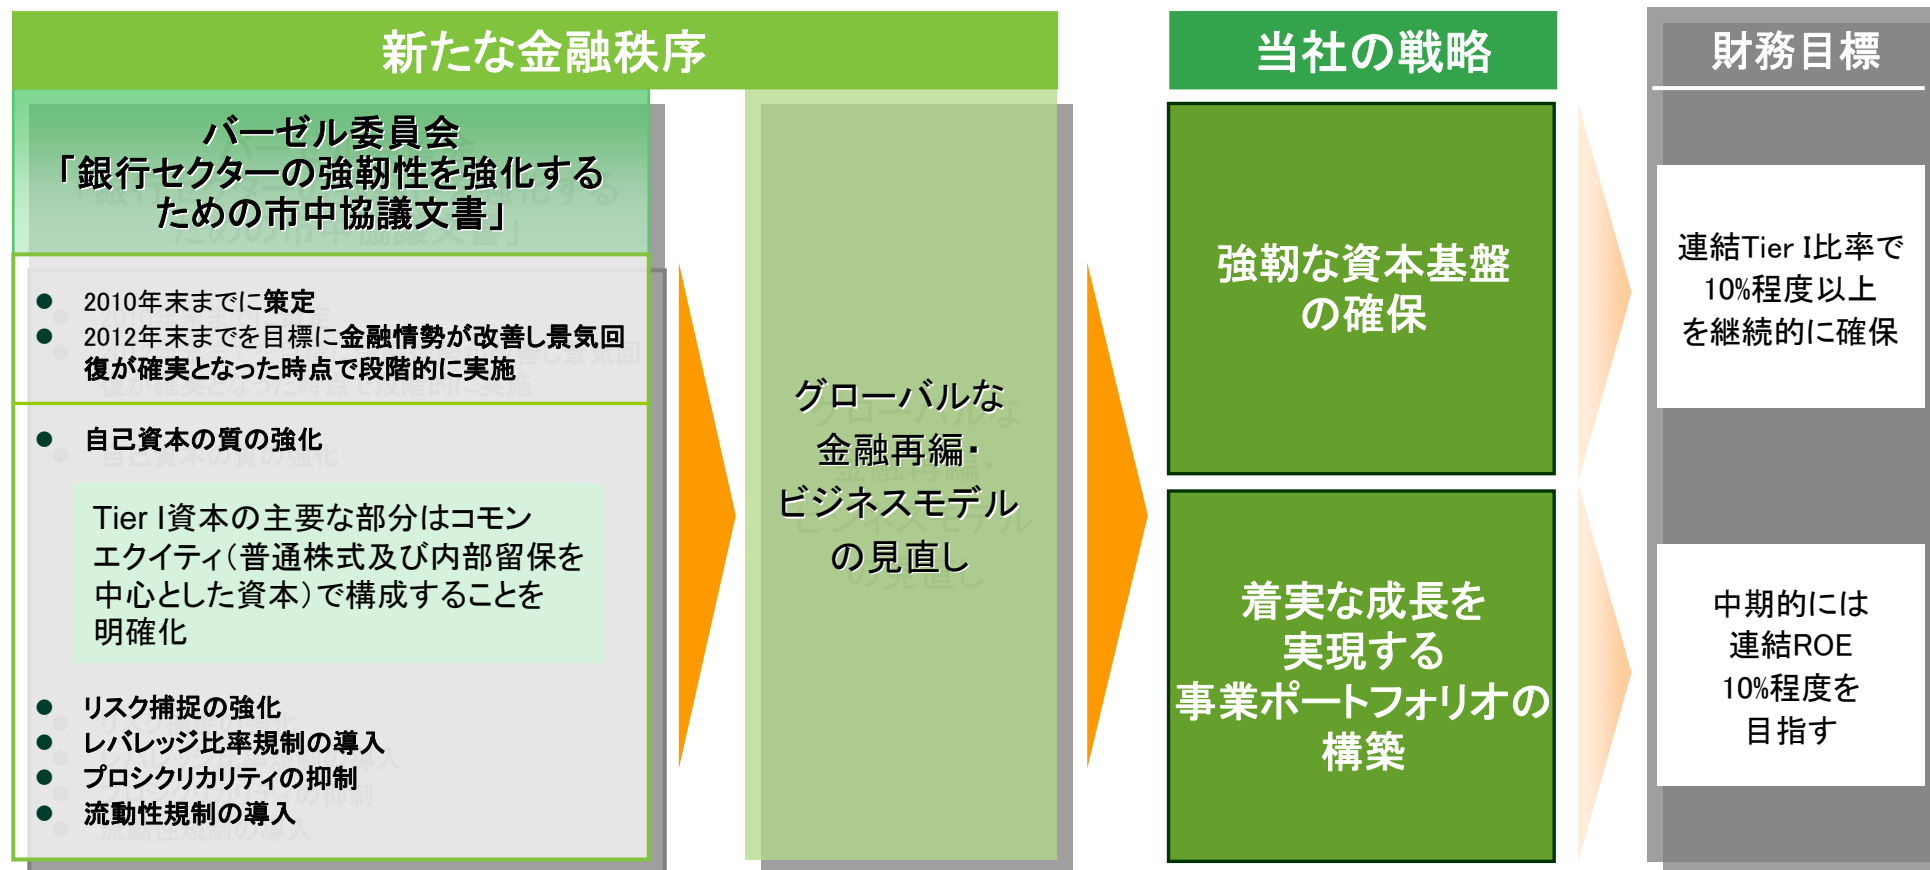 新たな金融秩序
バーゼル委員会
「銀行セクターの強靭性を強化する
ための市中協議文書」
● 2010年末までに策定
● 2012年末までを目標に金融情勢が改善し景気回
復が確実となった時点で段階的に実施
● 自己資本の質の強化
Tier I資本の主要な部分はコモン
エクイティ(普通株式及び内部留保を
中心とした資本)で構成することを
明確化
● リスク捕捉の強化
● レバレッジ比率規制の導入
● プロシクリカリティの抑制
● 流動性規制の導入
グローバルな
金融再編・
ビジネスモデル
の見直し
当社の戦略
強靭な資本基盤
の確保
着実な成長を
実現する
事業ポートフォリオの
構築
財務目標
連結Tier I比率で
10%程度以上
を継続的に確保
中期的には
連結ROE
10%程度を
目指す